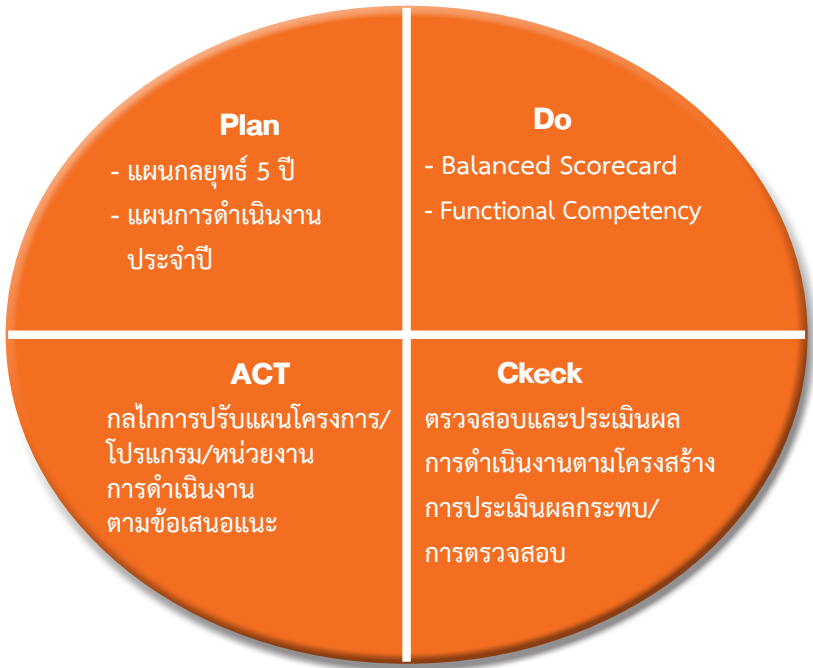 Plan
- แผนกลยุทธ์ 5 ปี
- แผนการดำเนินงาน
ประจำปี
Do
- Balanced Scorecard
- Functional Competency
ACT
กลไกการปรับแผนโครงการ/
โปรแกรม/หน่วยงาน
การดำเนินงาน
ตามข้อเสนอแนะ
Ckeck
ตรวจสอบและประเมินผล
การดำเนินงานตามโครงสร้าง
การประเมินผลกระทบ/
การตรวจสอบ